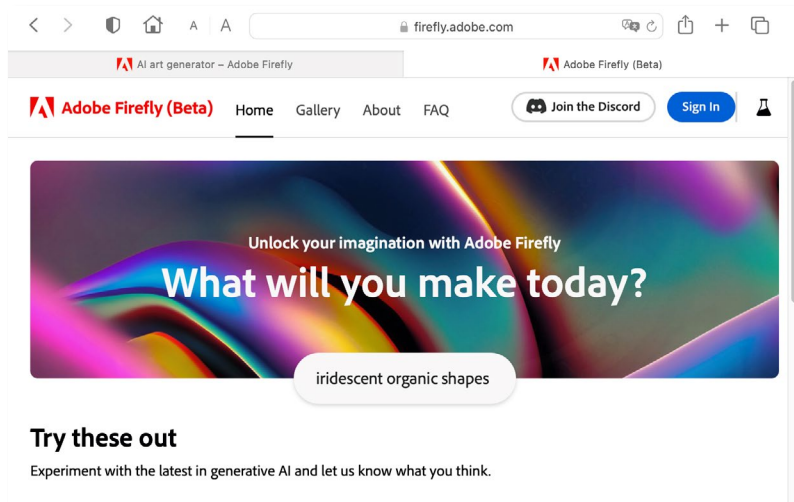 A A
firefly.adobe.com
AI art generator – Adobe Firefly
Adobe Firefly (Beta)
Adobe Firefly (Beta)
Home
Gallery
About
FAQ
Join the Discord
Sign In
Unlock your imagination with Adobe Firefly
What will you make today?
iridescent organic shapes
Try these out
Experiment with the latest in generative AI and let us know what you think.